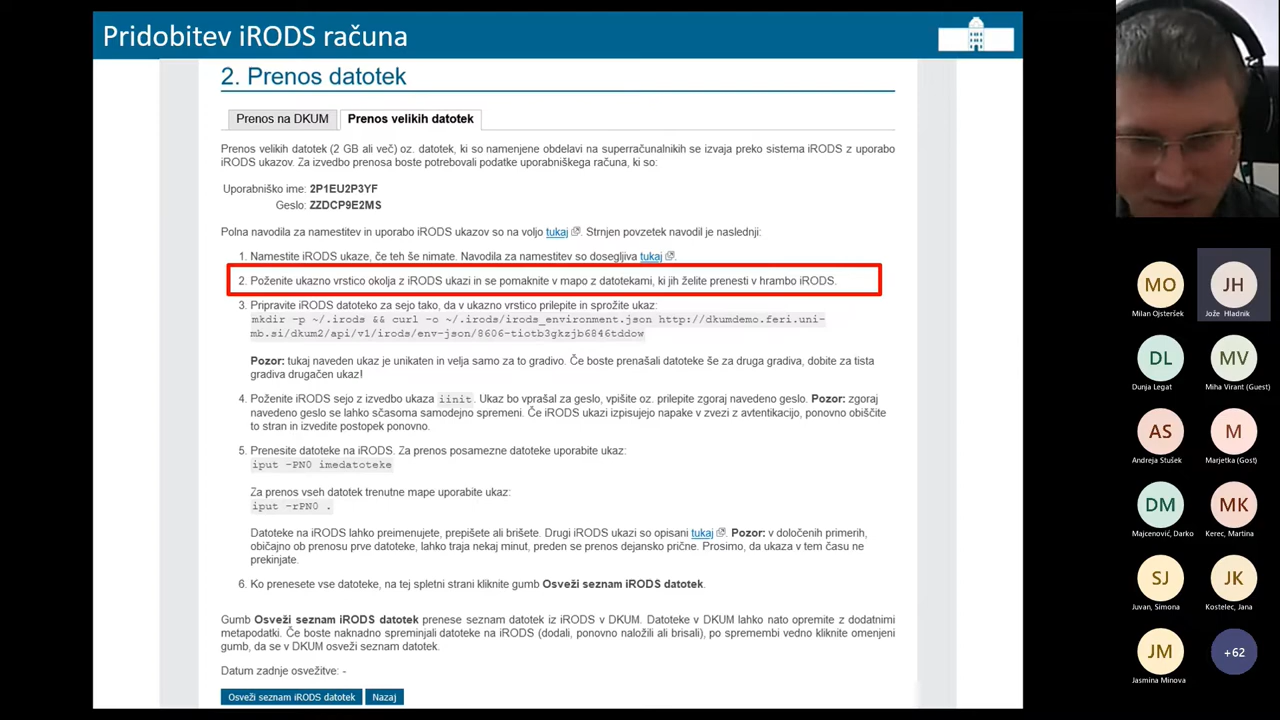 Pridobitev iRODS računa
2. Prenos datotek
Prenos na DKUM
Prenos velikih datotek
Prenos velikih datotek (2 GB ali več) oz. datotek, ki so namenjene obdelavi na superračunalnikih se izvaja preko sistema iRODS z uporabo
iRODS ukazov. Za izvedbo prenosa boste potrebovali podatke uporabniškega računa, ki so:
Uporabniško ime: 2P1EU2P3YF
Geslo: ZZDCP9E2MS
Polna navodila za namestitev in uporabo iRODS ukazov so na voljo tukaj. Strnjen povzetek navodil je naslednji:
1. Namestite iRODS ukaze, če teh še nimate. Navodila za namestitev so dosegljiva tukaj.
2. Poženite ukazno vrstico okolja z iRODS ukazi in se pomaknite v mapo z datotekami, ki jih želite prenesti v hrambo iRODS.
3. Pripravite iRODS datoteko za sejo tako, da v ukazno vrstico prilepite in sprožite ukaz:
mkdir -p ~/.irods && curl -o ~/.irods/irods_environment.json http://dkumdemo.feri.uni-
mb.si/dkum2/api/v1/irods/env-json/8606-tiotb3gkzjb6846tddow
Pozor: tukaj naveden ukaz je unikaten in velja samo za to gradivo. Če boste prenašali datoteke še za druga gradiva, dobite za tista
gradiva drugačen ukaz!
4. Poženite iRODS sejo z izvedbo ukaza iinit. Ukaz bo vprašal za geslo, vpišite oz. prilepite zgoraj navedeno geslo. Pozor: zgoraj
navedeno geslo se lahko sčasoma samodejno spremeni. Če iRODS ukazi izpisujejo napake v zvezi z avtentikacijo, ponovno obiščite
to stran in izvedite postopek ponovno.
5. Prenesite datoteke na iRODS. Za prenos posamezne datoteke uporabite ukaz:
iput -PN0 imedatoteke
Za prenos vseh datotek trenutne mape uporabite ukaz:
iput -rPN0 .
Datoteke na iRODS lahko preimenujete, prepišete ali brišete. Drugi iRODS ukazi so opisani tukaj. Pozor: v določenih primerih,
običajno ob prenosu prve datoteke, lahko traja nekaj minut, preden se prenos dejansko prične. Prosimo, da ukaza v tem času ne
prekinjate.
6. Ko prenesete vse datoteke, na tej spletni strani kliknite gumb Osveži seznam iRODS datotek.
Gumb Osveži seznam iRODS datotek prenese seznam datotek iz iRODS v DKUM. Datoteke v DKUM lahko nato opremite z dodatnimi
metapodatki. Če boste naknadno spreminjali datoteke na iRODS (dodali, ponovno naložili ali brisali), po spremembi vedno kliknite omenjeni
gumb, da se v DKUM osveži seznam datotek.
Datum zadnje osvežitve: -
Osveži seznam iRODS datotek
Nazaj
MO
JH
Milan Ojsteršek
Jože Hladnik
DL
MV
Dunja Legat
Miha Virant (Guest)
AS
M
Andreja Stušek
Marjetka (Gost)
DM
MK
Majcenović, Darko
Kerec, Martina
SJ
JK
Juvan, Simona
Kostelec, Jana
JM
+62
Jasmina Minova